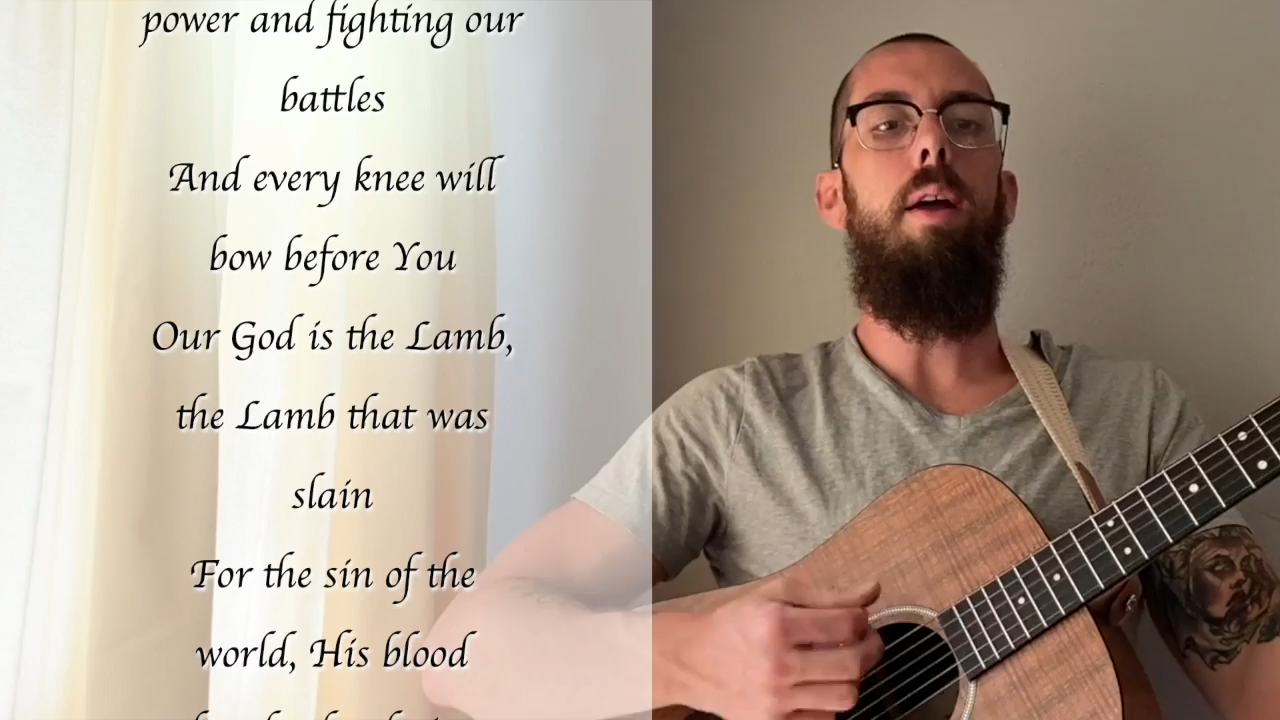 power and fighting our
battles
And every knee will
bow before You
Our God is the Lamb,
the Lamb that was
slain
For the sin of the
world, His blood